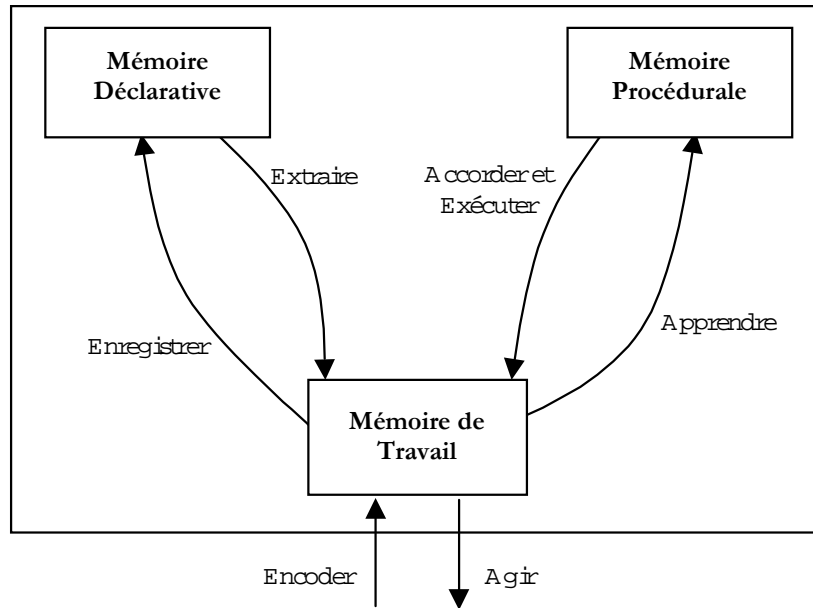 Mémoire
Déclarative
Mémoire
Procédurale
Extraire
Accorder et
Exécuter
Enregistrer
Apprendre
Mémoire de
Travail
Encoder
Agir